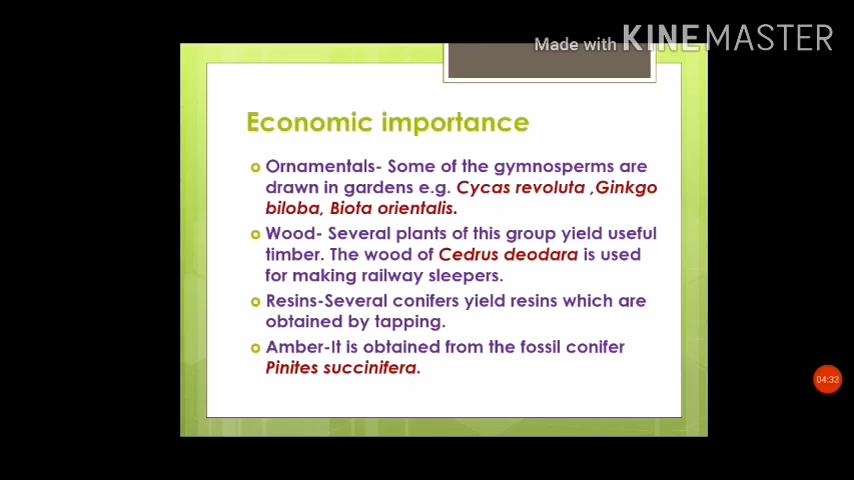 Made with KINEMASTER
Economic importance
Ornamentals- Some of the gymnosperms are
drawn in gardens e.g. Cycas revoluta ,Ginkgo
biloba, Biota orientalis.
Wood- Several plants of this group yield useful
timber. The wood of Cedrus deodara is used
for making railway sleepers.
Resins-Several conifers yield resins which are
obtained by tapping.
Amber-It is obtained from the fossil conifer
Pinites succinifera.
04:33